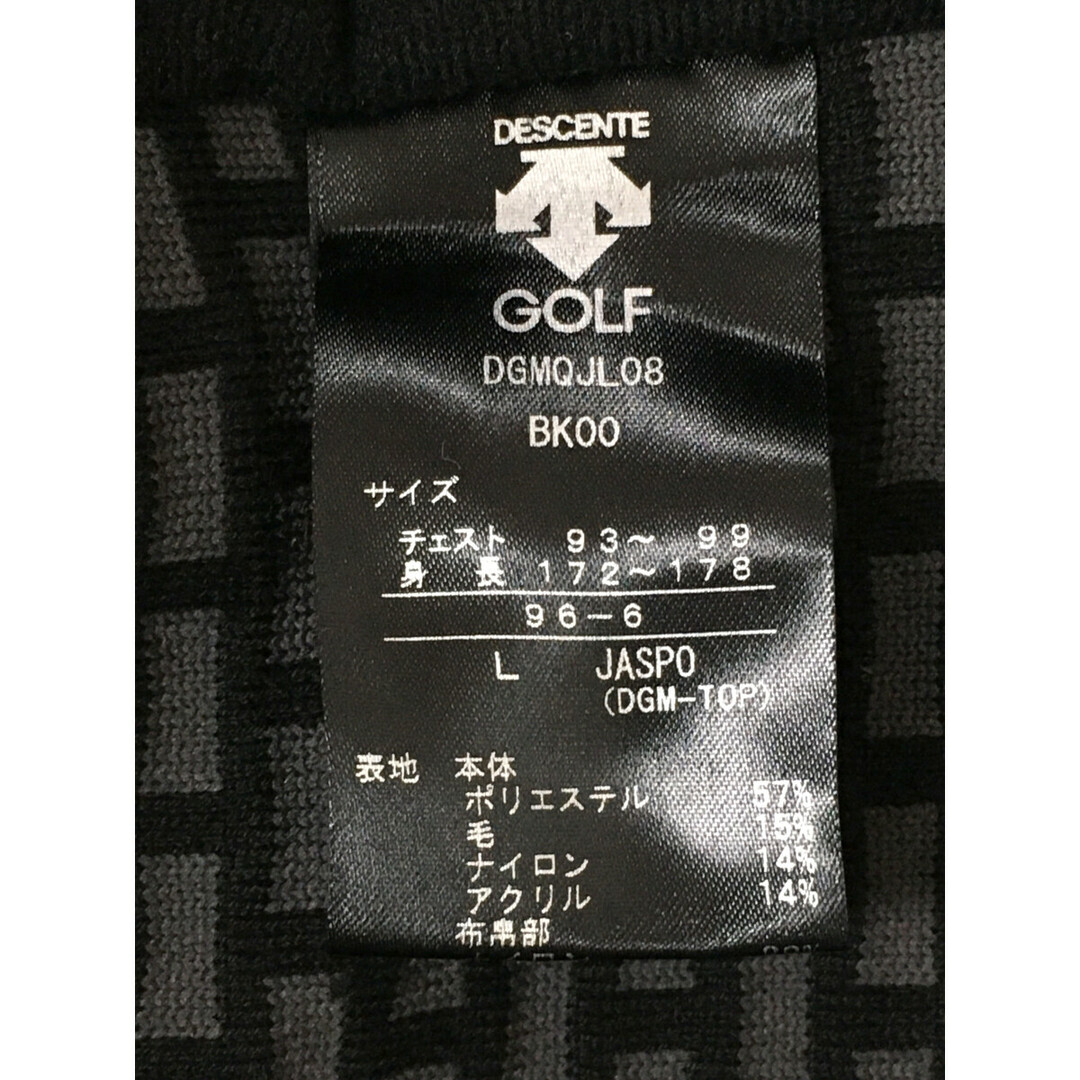 DESCENTE
GOLF
DGMQJL08
BK00
サイズ
チェスト 93〜 99
身 長 172〜178
96－6
L JASPO
(DGM-TOP)
表地 本体
ポリエステル 57%
毛 15%
ナイロン 14%
アクリル 14%
布帛部